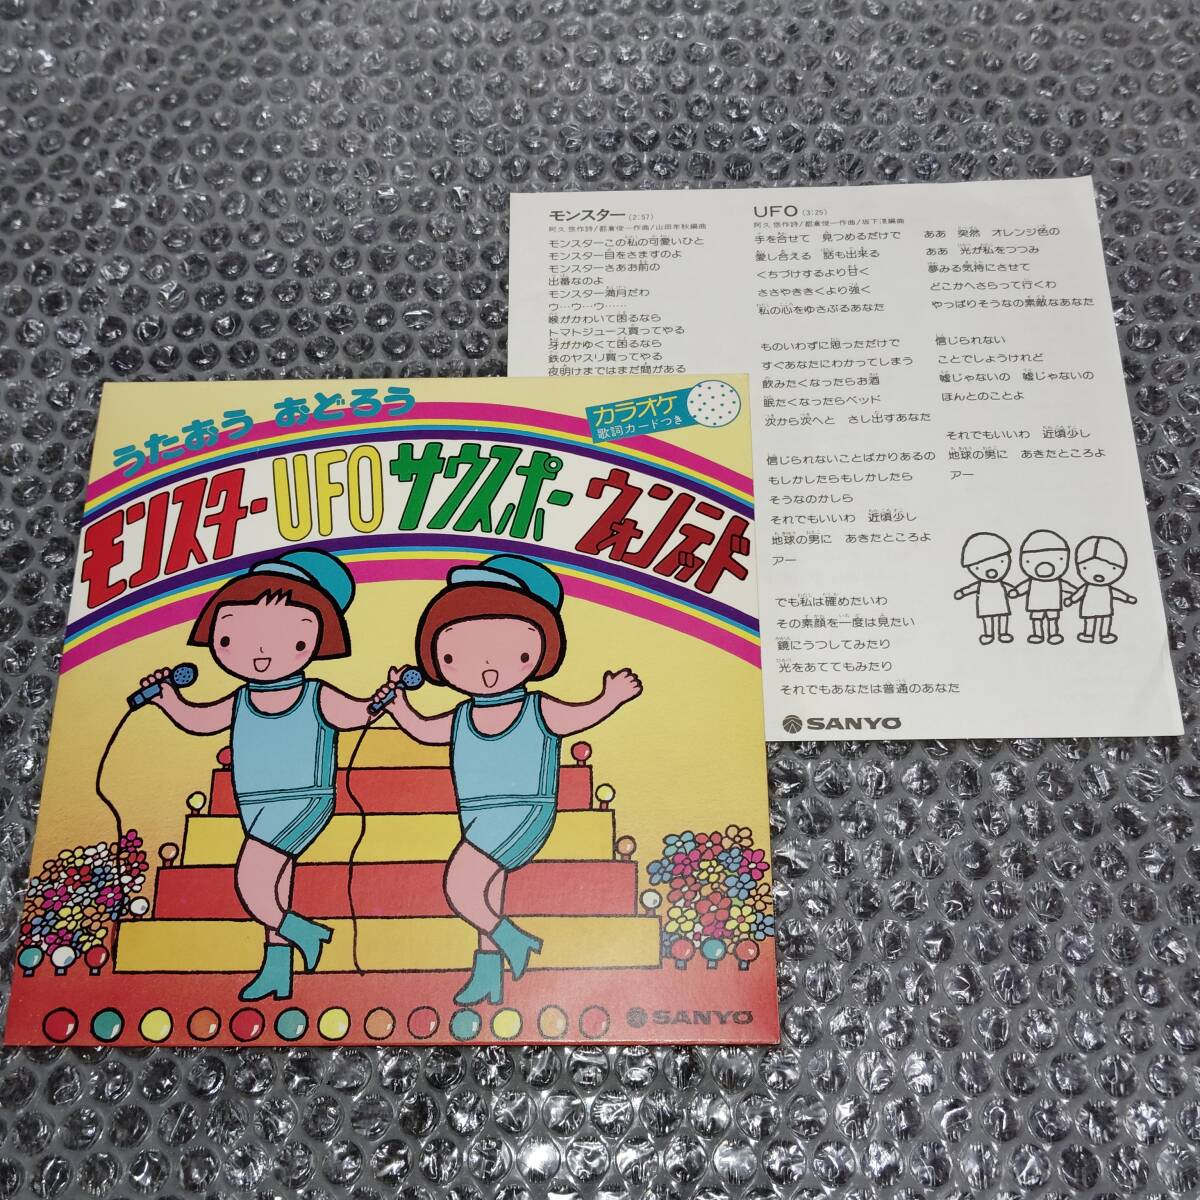 うたおう おどろう
カラオケ
歌詞カードつき
モンスター UFO サウスポー ウォンテッド
SANYO
モンスター(2:57)
阿久 悠作詩/都倉俊一作曲/山田年秋編曲
モンスターこの私の可愛いひと
モンスター目をさますのよ
モンスターさあお前の
出番なのよ
モンスター満月だわ
ウ…ウ…ウ……
喉がかわいて困るなら
トマトジュース買ってやる
牙がかゆくて困るなら
鉄のヤスリ買ってやる
夜明けまではまだ間がある
UFO(3:25)
阿久 悠作詩/都倉俊一作曲/坂下滉編曲
手を合せて 見つめるだけで
愛し合える 話も出来る
くちづけするより甘く
ささやききくより強く
私の心をゆさぶるあなた
ものいわずに思っただけで
すぐあなたにわかってしまう
飲みたくなったらお酒
眠たくなったらベッド
次から次へと さし出すあなた
信じられないことばかりあるの
もしかしたらもしかしたら
そうなのかしら
それでもいいわ 近頃少し
地球の男に あきたところよ
アー
でも私は確めたいわ
その素顔を一度は見たい
鏡にうつしてみたり
光をあててもみたり
それでもあなたは普通のあなた
ああ 突然 オレンジ色の
ああ 光が私をつつみ
夢みる気持にさせて
どこかへさらって行くわ
やっぱりそうなの素敵なあなた
信じられない
ことでしょうけれど
嘘じゃないの 嘘じゃないの
ほんとのことよ
それでもいいわ 近頃少し
地球の男に あきたところよ
アー
SANYO